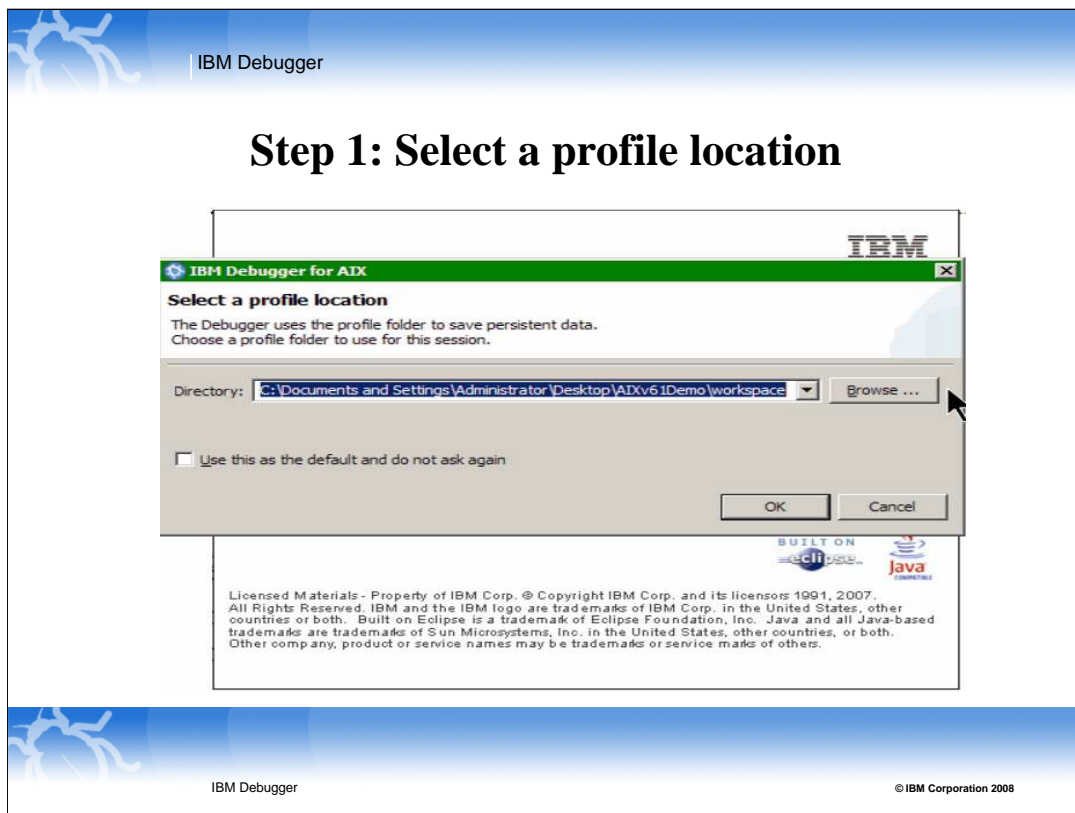 IBM Debugger
Step 1: Select a profile location
IBM
IBM Debugger for AIX
Select a profile location
The Debugger uses the profile folder to save persistent data.
Choose a profile folder to use for this session.
Directory: C:\Documents and Settings\Administrator\Desktop\AIXv61Demo\workspace Browse ...
Use this as the default and do not ask again
OK Cancel
BUILT ON
eclipse
Java
COMPATIBLE
Licensed Materials - Property of IBM Corp. © Copyright IBM Corp. and its licensors 1991, 2007.
All Rights Reserved. IBM and the IBM logo are trademarks of IBM Corp. in the United States, other
countries or both. Built on Eclipse is a trademark of Eclipse Foundation, Inc. Java and all Java-based
trademarks are trademarks of Sun Microsystems, Inc. in the United States, other countries, or both.
Other company, product or service names may be trademarks or service marks of others.
IBM Debugger
© IBM Corporation 2008